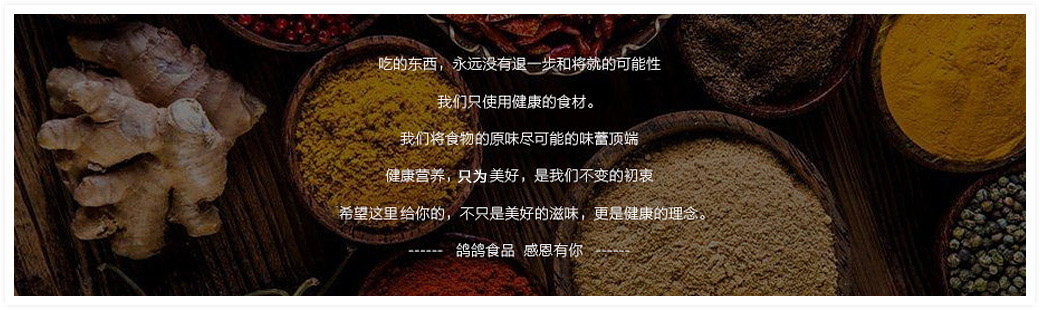 吃的东西，永远没有退一步和将就的可能性
我们只使用健康的食材。
我们将食物的原味尽可能的味蕾顶端
健康营养，只为美好，是我们不变的初衷
希望这里给你的，不只是美好的滋味，更是健康的理念。
------ 鸽鸽食品 感恩有你 ------